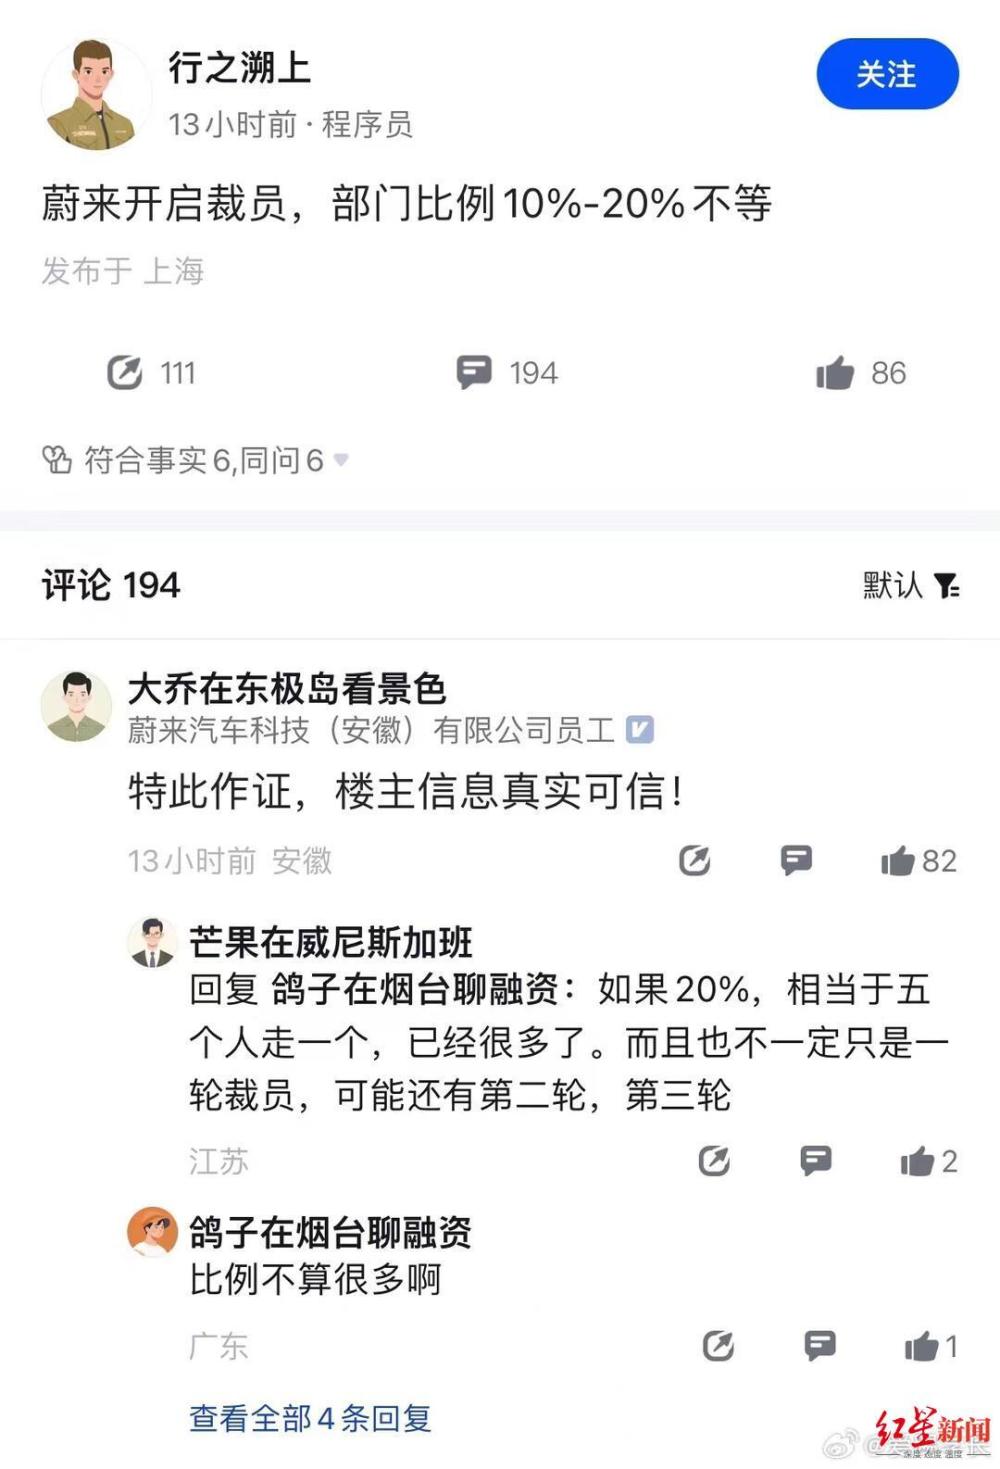 行之溯上
13小时前·程序员
关注
蔚来开启裁员，部门比例10%-20%不等
发布于 上海
111
194
86
符合事实6,同问6
评论 194
默认
大乔在东极岛看景色
蔚来汽车科技（安徽）有限公司员工
特此作证，楼主信息真实可信！
13小时前 安徽
82
芒果在威尼斯加班
回复 鸽子在烟台聊融资：如果20%，相当于五
个人走一个，已经很多了。而且也不一定只是一
轮裁员，可能还有第二轮，第三轮
江苏
2
鸽子在烟台聊融资
比例不算很多啊
广东
1
查看全部4条回复
红星新闻
深度 态度 温度